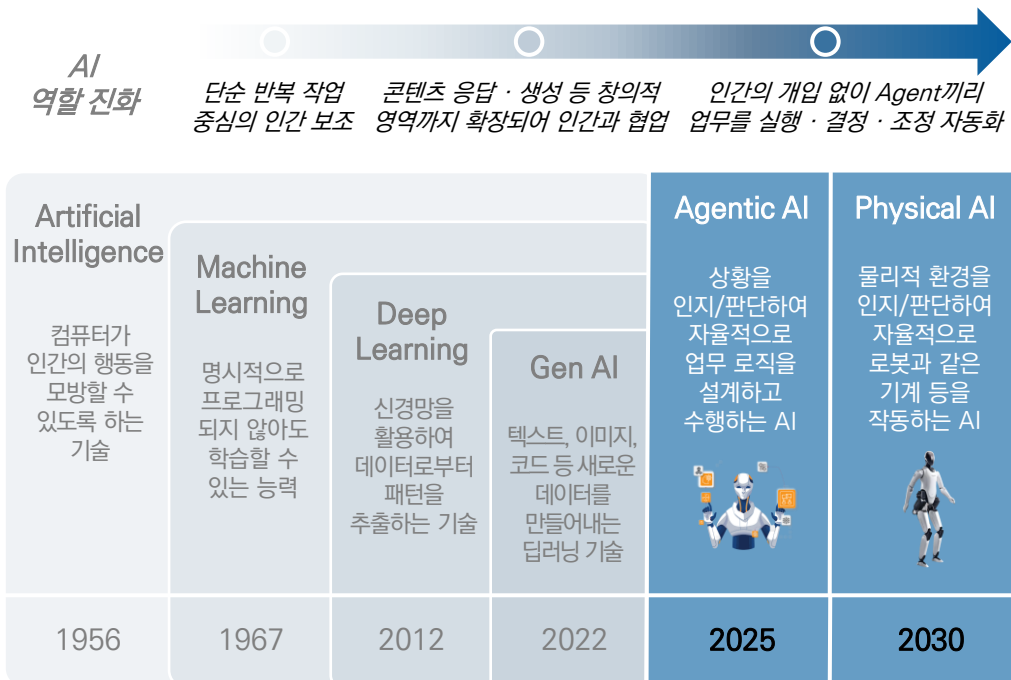 AI
역할 진화
단순 반복 작업
중심의 인간 보조
콘텐츠 응답 · 생성 등 창의적
영역까지 확장되어 인간과 협업
인간의 개입 없이 Agent끼리
업무를 실행 · 결정 · 조정 자동화
Artificial
Intelligence
컴퓨터가
인간의 행동을
모방할 수
있도록 하는
기술
1956
Machine
Learning
명시적으로
프로그래밍
되지 않아도
학습할 수
있는 능력
1967
Deep
Learning
신경망을
활용하여
데이터로부터
패턴을
추출하는 기술
2012
Gen AI
텍스트, 이미지,
코드 등 새로운
데이터를
만들어내는
딥러닝 기술
2022
Agentic AI
상황을
인지/판단하여
자율적으로
업무 로직을
설계하고
수행하는 AI
2025
Physical AI
물리적 환경을
인지/판단하여
자율적으로
로봇과 같은
기계 등을
작동하는 AI
2030